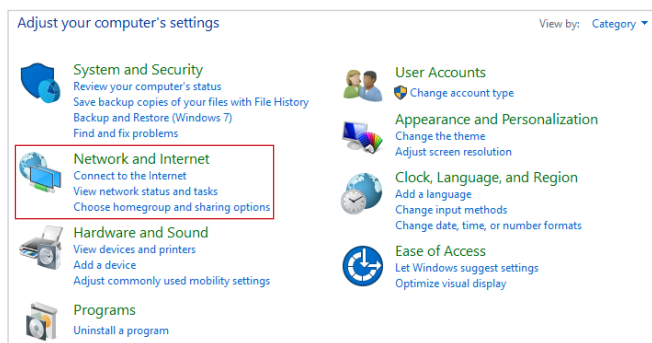 Adjust your computer's settings
View by: Category
System and Security
Review your computer's status
Save backup copies of your files with File History
Backup and Restore (Windows 7)
Find and fix problems
Network and Internet
Connect to the Internet
View network status and tasks
Choose homegroup and sharing options
Hardware and Sound
View devices and printers
Add a device
Adjust commonly used mobility settings
Programs
Uninstall a program
User Accounts
Change account type
Appearance and Personalization
Change the theme
Adjust screen resolution
Clock, Language, and Region
Add a language
Change input methods
Change date, time, or number formats
Ease of Access
Let Windows suggest settings
Optimize visual display